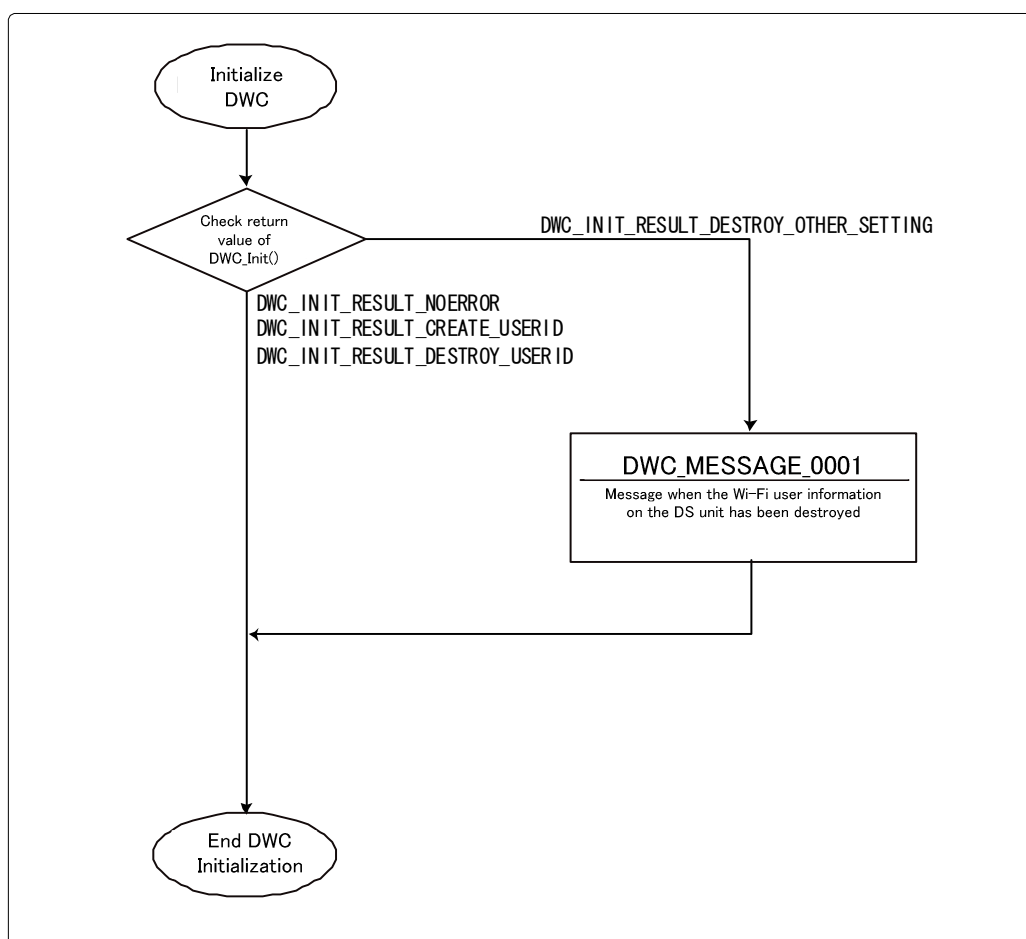 Initialize
DWC
Check return
value of
DWC_Init()
DWC_INIT_RESULT_DESTROY_OTHER_SETTING
DWC_INIT_RESULT_NOERROR
DWC_INIT_RESULT_CREATE_USERID
DWC_INIT_RESULT_DESTROY_USERID
DWC_MESSAGE_0001
Message when the Wi-Fi user information
on the DS unit has been destroyed
End DWC
Initialization